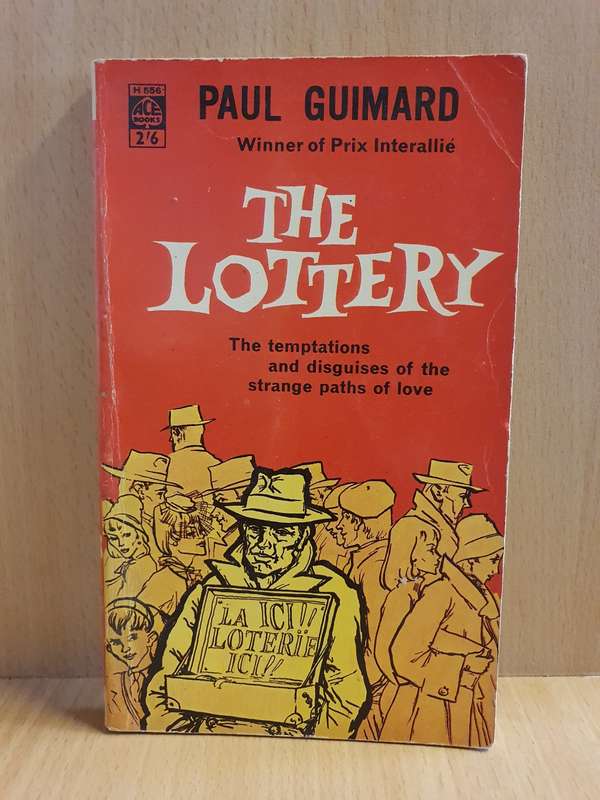 H 556
ACE
BOOKS
2'6
PAUL GUIMARD
Winner of Prix Interallié
THE
LOTTERY
The temptations
and disguises of the
strange paths of love
LA ICI!!
LOTERIE
ICI!!